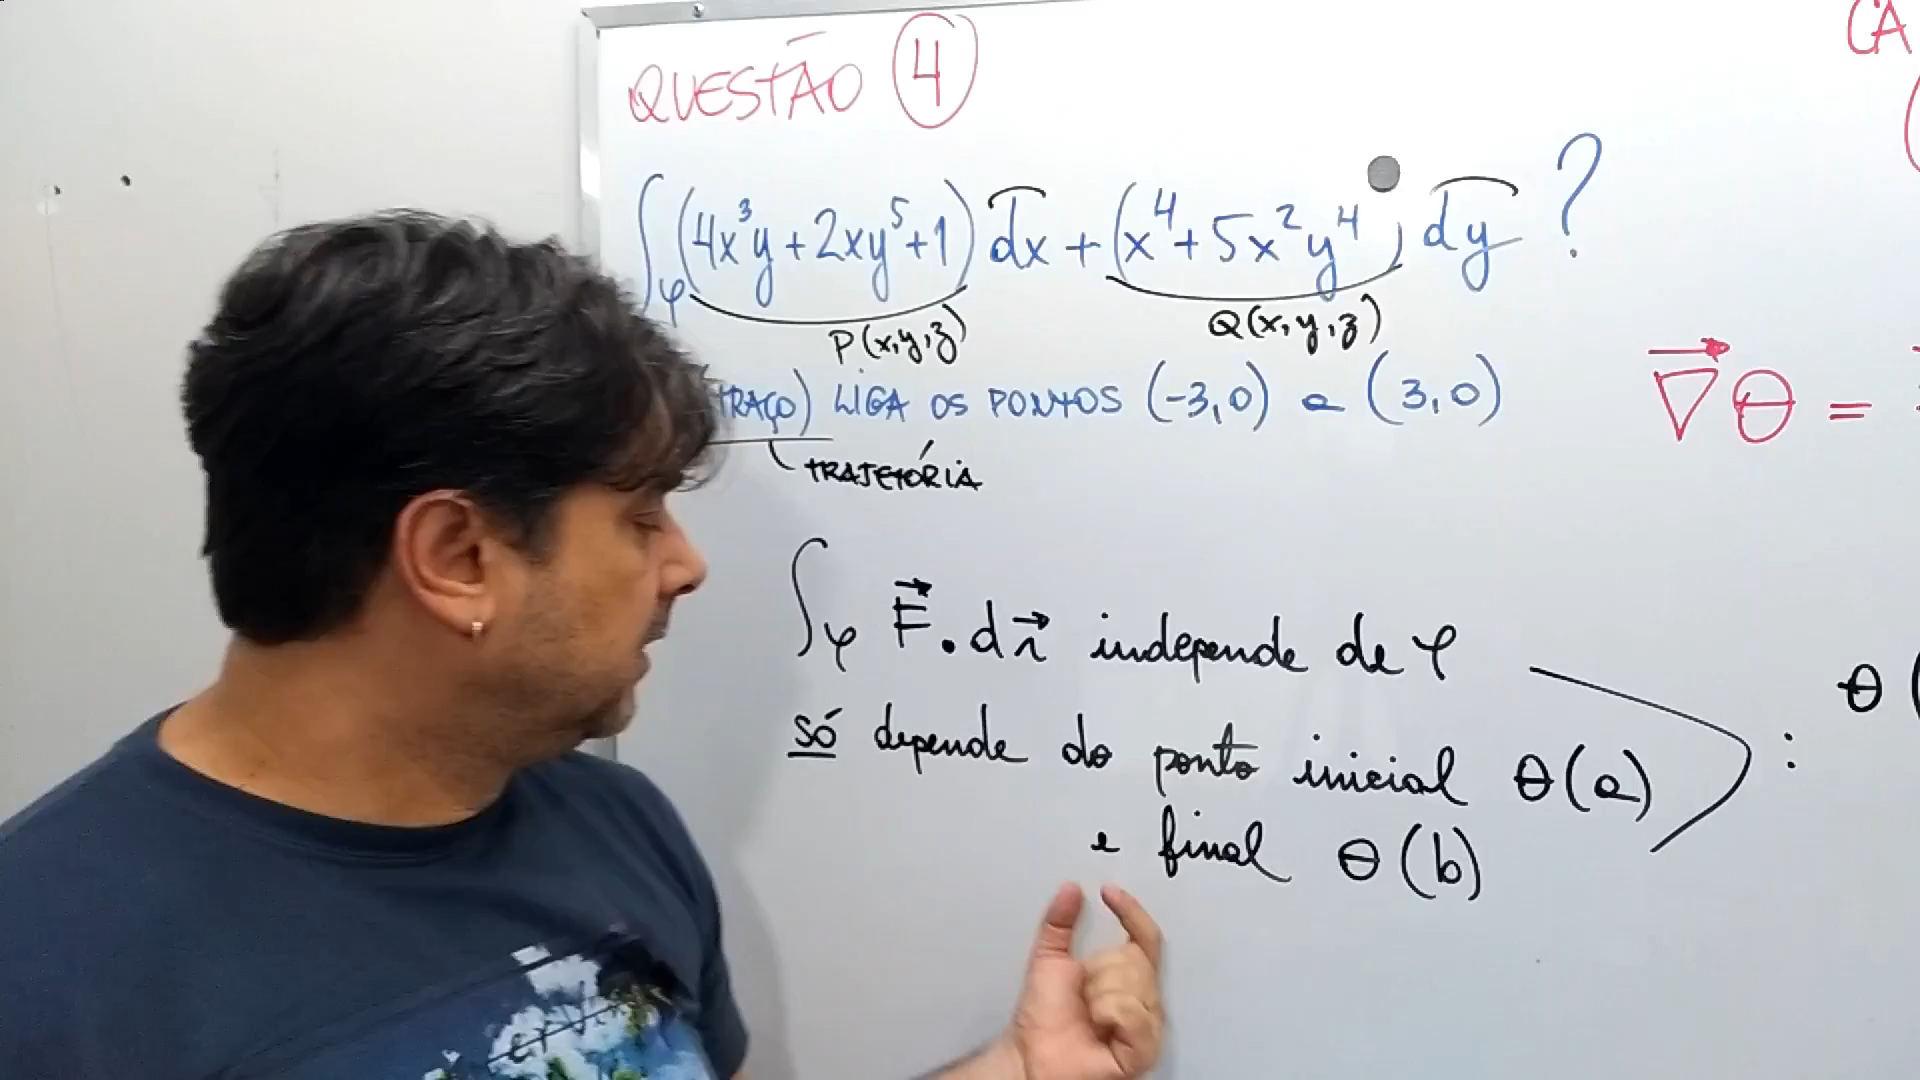 QUESTÃO 4
∫φ (4x³y + 2xy⁵ + 1) dx + (x⁴ + 5x²y⁴) dy ?
P(x,y,z) Q(x,y,z)
TRAÇO) LIGA OS PONTOS (-3,0) a (3,0)
TRAJETÓRIA
∇θ =
∫φ F⃗ . dr⃗ independe de φ
só depende do ponto inicial θ(a) :
e final θ(b)
θ (
CA